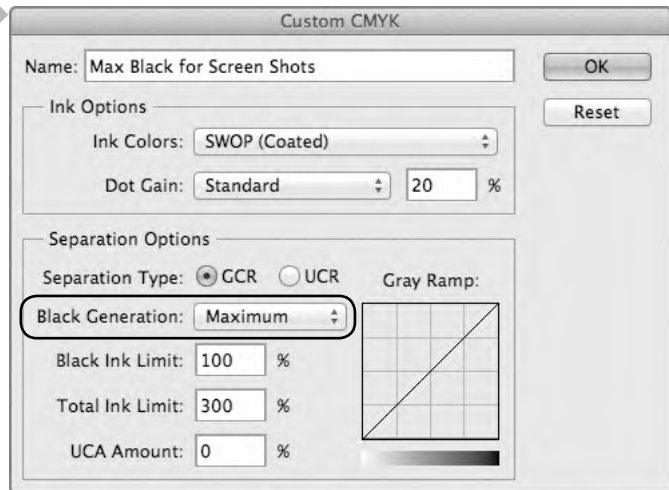 Custom CMYK
Name: Max Black for Screen Shots
OK
Reset
Ink Options
Ink Colors: SWOP (Coated)
Dot Gain: Standard 20 %
Separation Options
Separation Type: GCR UCR
Gray Ramp:
Black Generation: Maximum
Black Ink Limit: 100 %
Total Ink Limit: 300 %
UCA Amount: 0 %